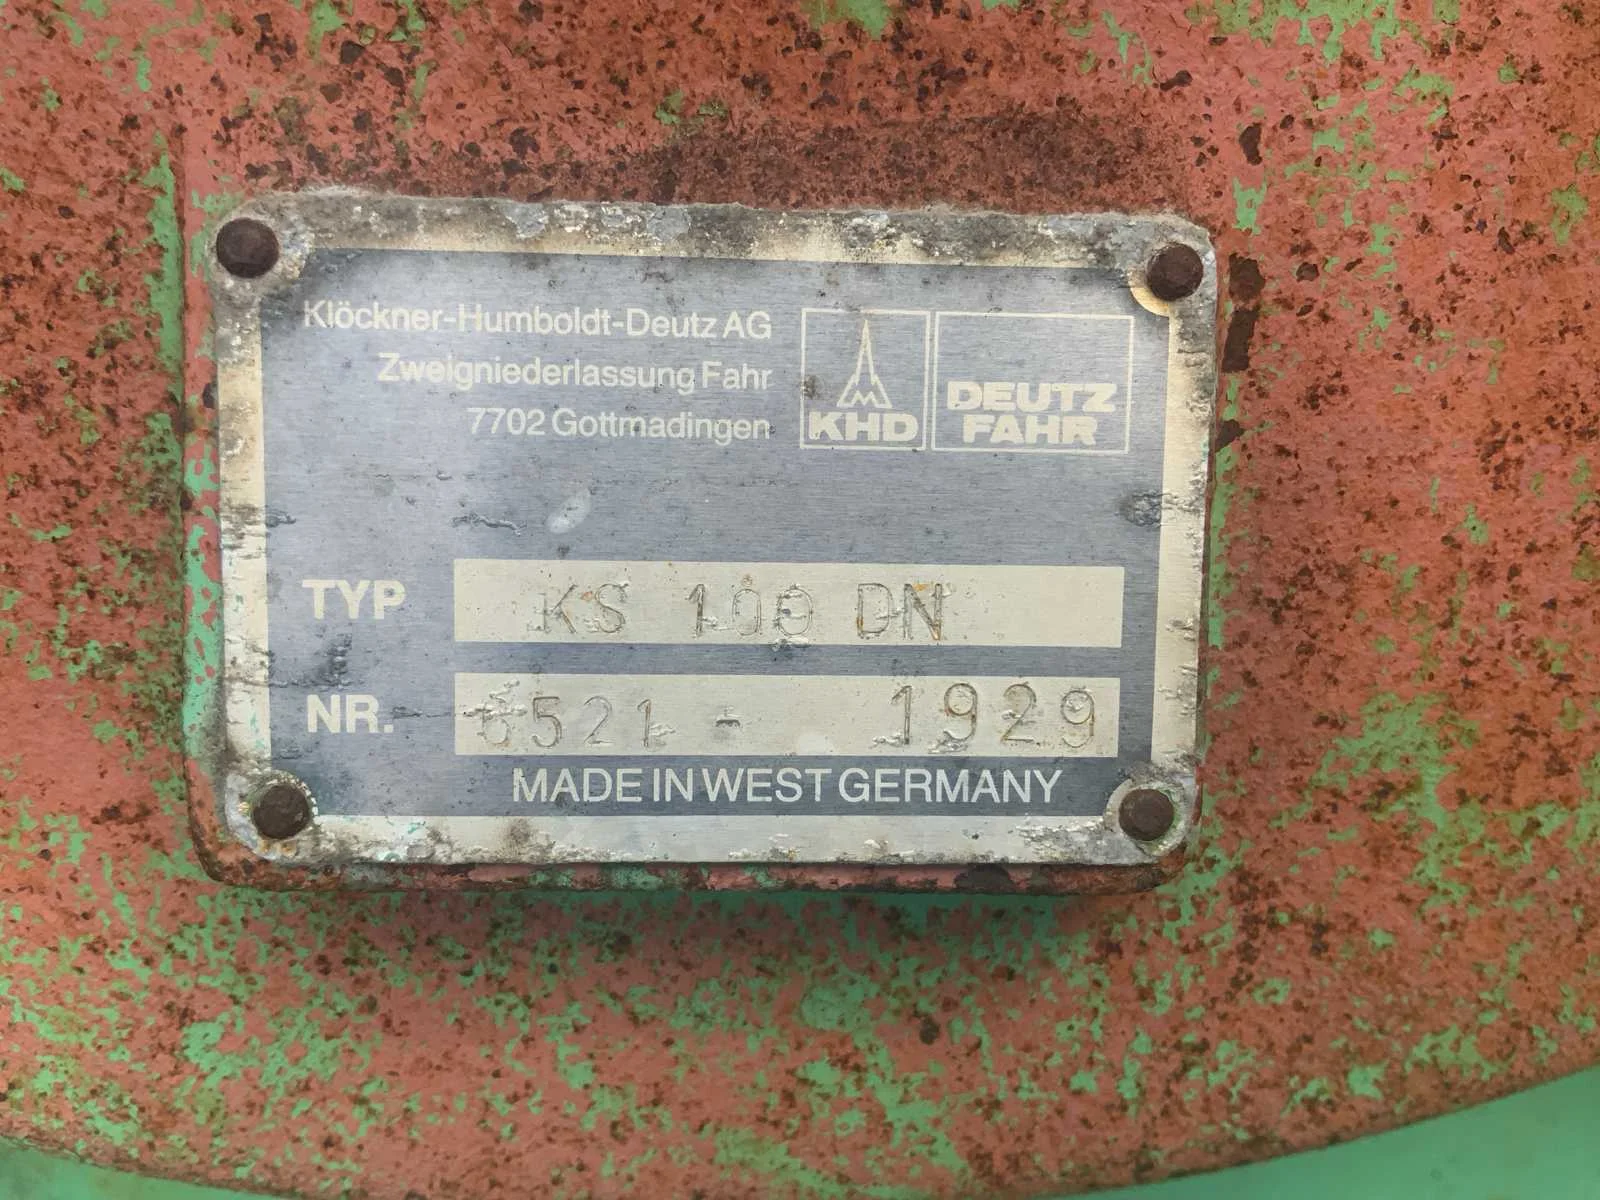 Klöckner-Humboldt-Deutz AG
Zweigniederlassung Fahr
7702 Gottmadingen
KHD
DEUTZ
FAHR
TYP KS 100 DN
NR. 6521 - 1929
MADE IN WEST GERMANY